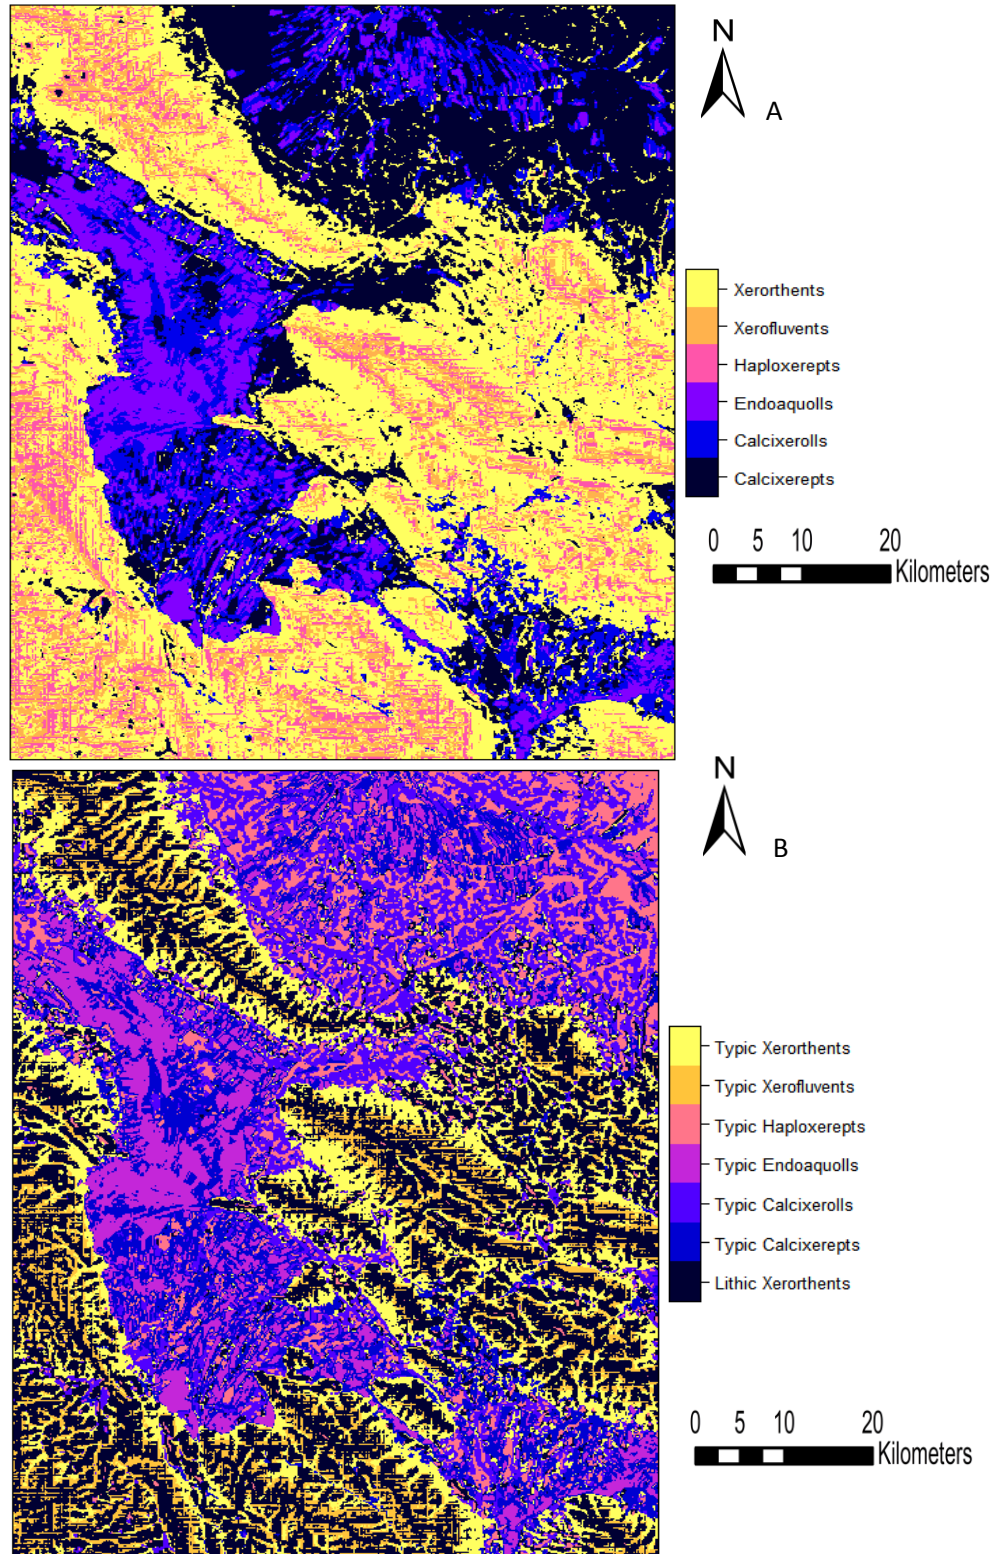 N
A
Xerorthents
Xerofluvents
Haploxerepts
Endoaquolls
Calcixerolls
Calcixerepts
0 5 10 20
Kilometers
N
B
Typic Xerorthents
Typic Xerofluvents
Typic Haploxerepts
Typic Endoaquolls
Typic Calcixerolls
Typic Calcixerepts
Lithic Xerorthents
0 5 10 20
Kilometers